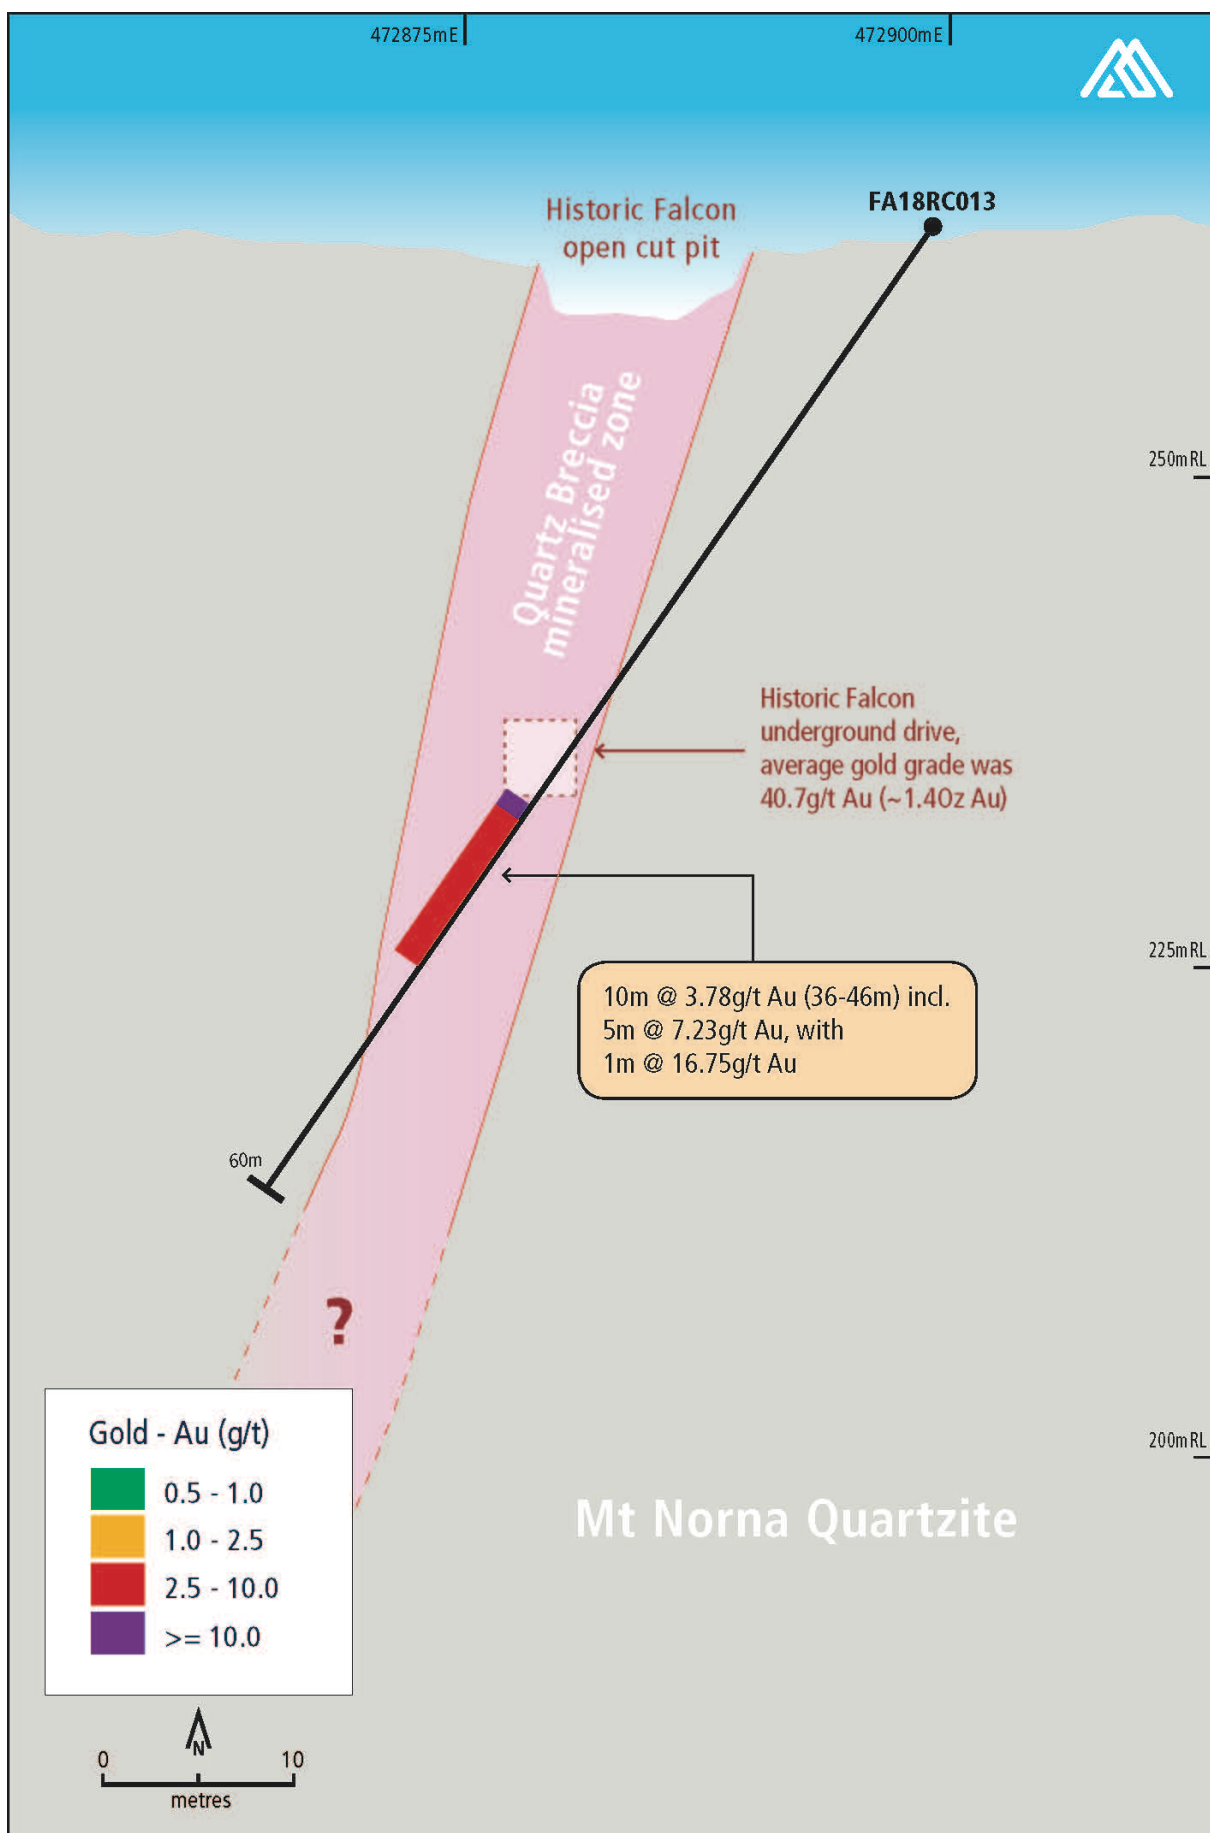 472875mE
472900mE
FA18RC013
Historic Falcon
open cut pit
Quartz Breccia
mineralised zone
250mRL
Historic Falcon
underground drive,
average gold grade was
40.7g/t Au (~1.4Oz Au)
225mRL
10m @ 3.78g/t Au (36-46m) incl.
5m @ 7.23g/t Au, with
1m @ 16.75g/t Au
60m
?
200mRL
Mt Norna Quartzite
Gold - Au (g/t)
0.5 - 1.0
1.0 - 2.5
2.5 - 10.0
>= 10.0
N
0 10
metres